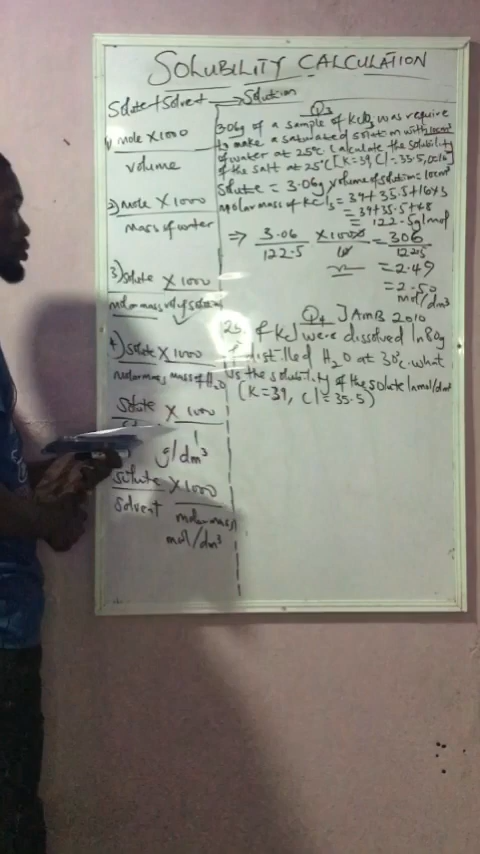 SOLUBILITY CALCULATION
Solute + Solvent → Solution
1) mole X 1000
volume
2) mole X 1000
Mass of water
3) Solute X 1000
molar mass vol of solution
4) Solute X 1000
molar mass Mass of H₂O
Solute X 1000
g/dm³
Solute X 1000
Solvent molar mass
mol/dm³
Q3
3.06g of a sample of KClO₃ was require
to make a saturated solution with 10cm³
of water at 25°C. Calculate the solubility
of the salt at 25°C [K=39, Cl=35.5, O=16]
Solute = 3.06g volume of solution = 10cm³
molar mass of KClO₃ = 39+35.5+16x3
= 39+35.5+48
= 122.5g/mol
⇒ 3.06 X 1000 = 306
122.5 10 122.5
= 2.49
= 2.50
mol/dm³
Q4 JAMB 2010
of KCl were dissolved in 80g
of distilled H₂O at 30°C. what
is the solubility of the solute in mol/dm³
(K=39, Cl=35.5)